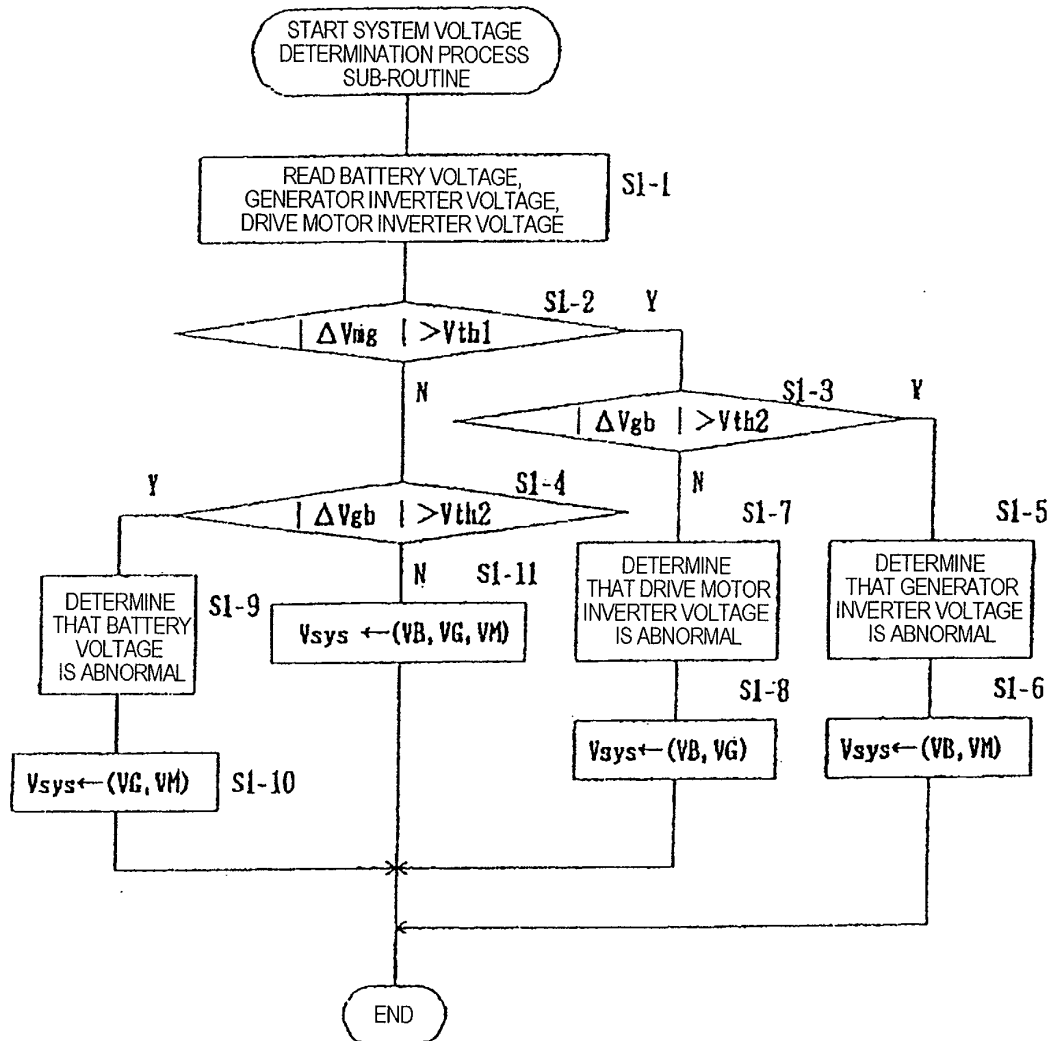 START SYSTEM VOLTAGE
DETERMINATION PROCESS
SUB-ROUTINE
READ BATTERY VOLTAGE,
GENERATOR INVERTER VOLTAGE,
DRIVE MOTOR INVERTER VOLTAGE
S1-1
S1-2
Y
| ΔVmg | >Vth1
N
S1-3
Y
| ΔVgb | >Vth2
N
Y
S1-4
| ΔVgb | >Vth2
N
S1-11
S1-7
S1-5
DETERMINE
THAT BATTERY
VOLTAGE
IS ABNORMAL
S1-9
Vsys ←(VB, VG, VM)
DETERMINE
THAT DRIVE MOTOR
INVERTER VOLTAGE
IS ABNORMAL
DETERMINE
THAT GENERATOR
INVERTER VOLTAGE
IS ABNORMAL
S1-8
S1-6
Vsys←(VG, VM)
S1-10
Vsys←(VB, VG)
Vsys←(VB, VM)
END